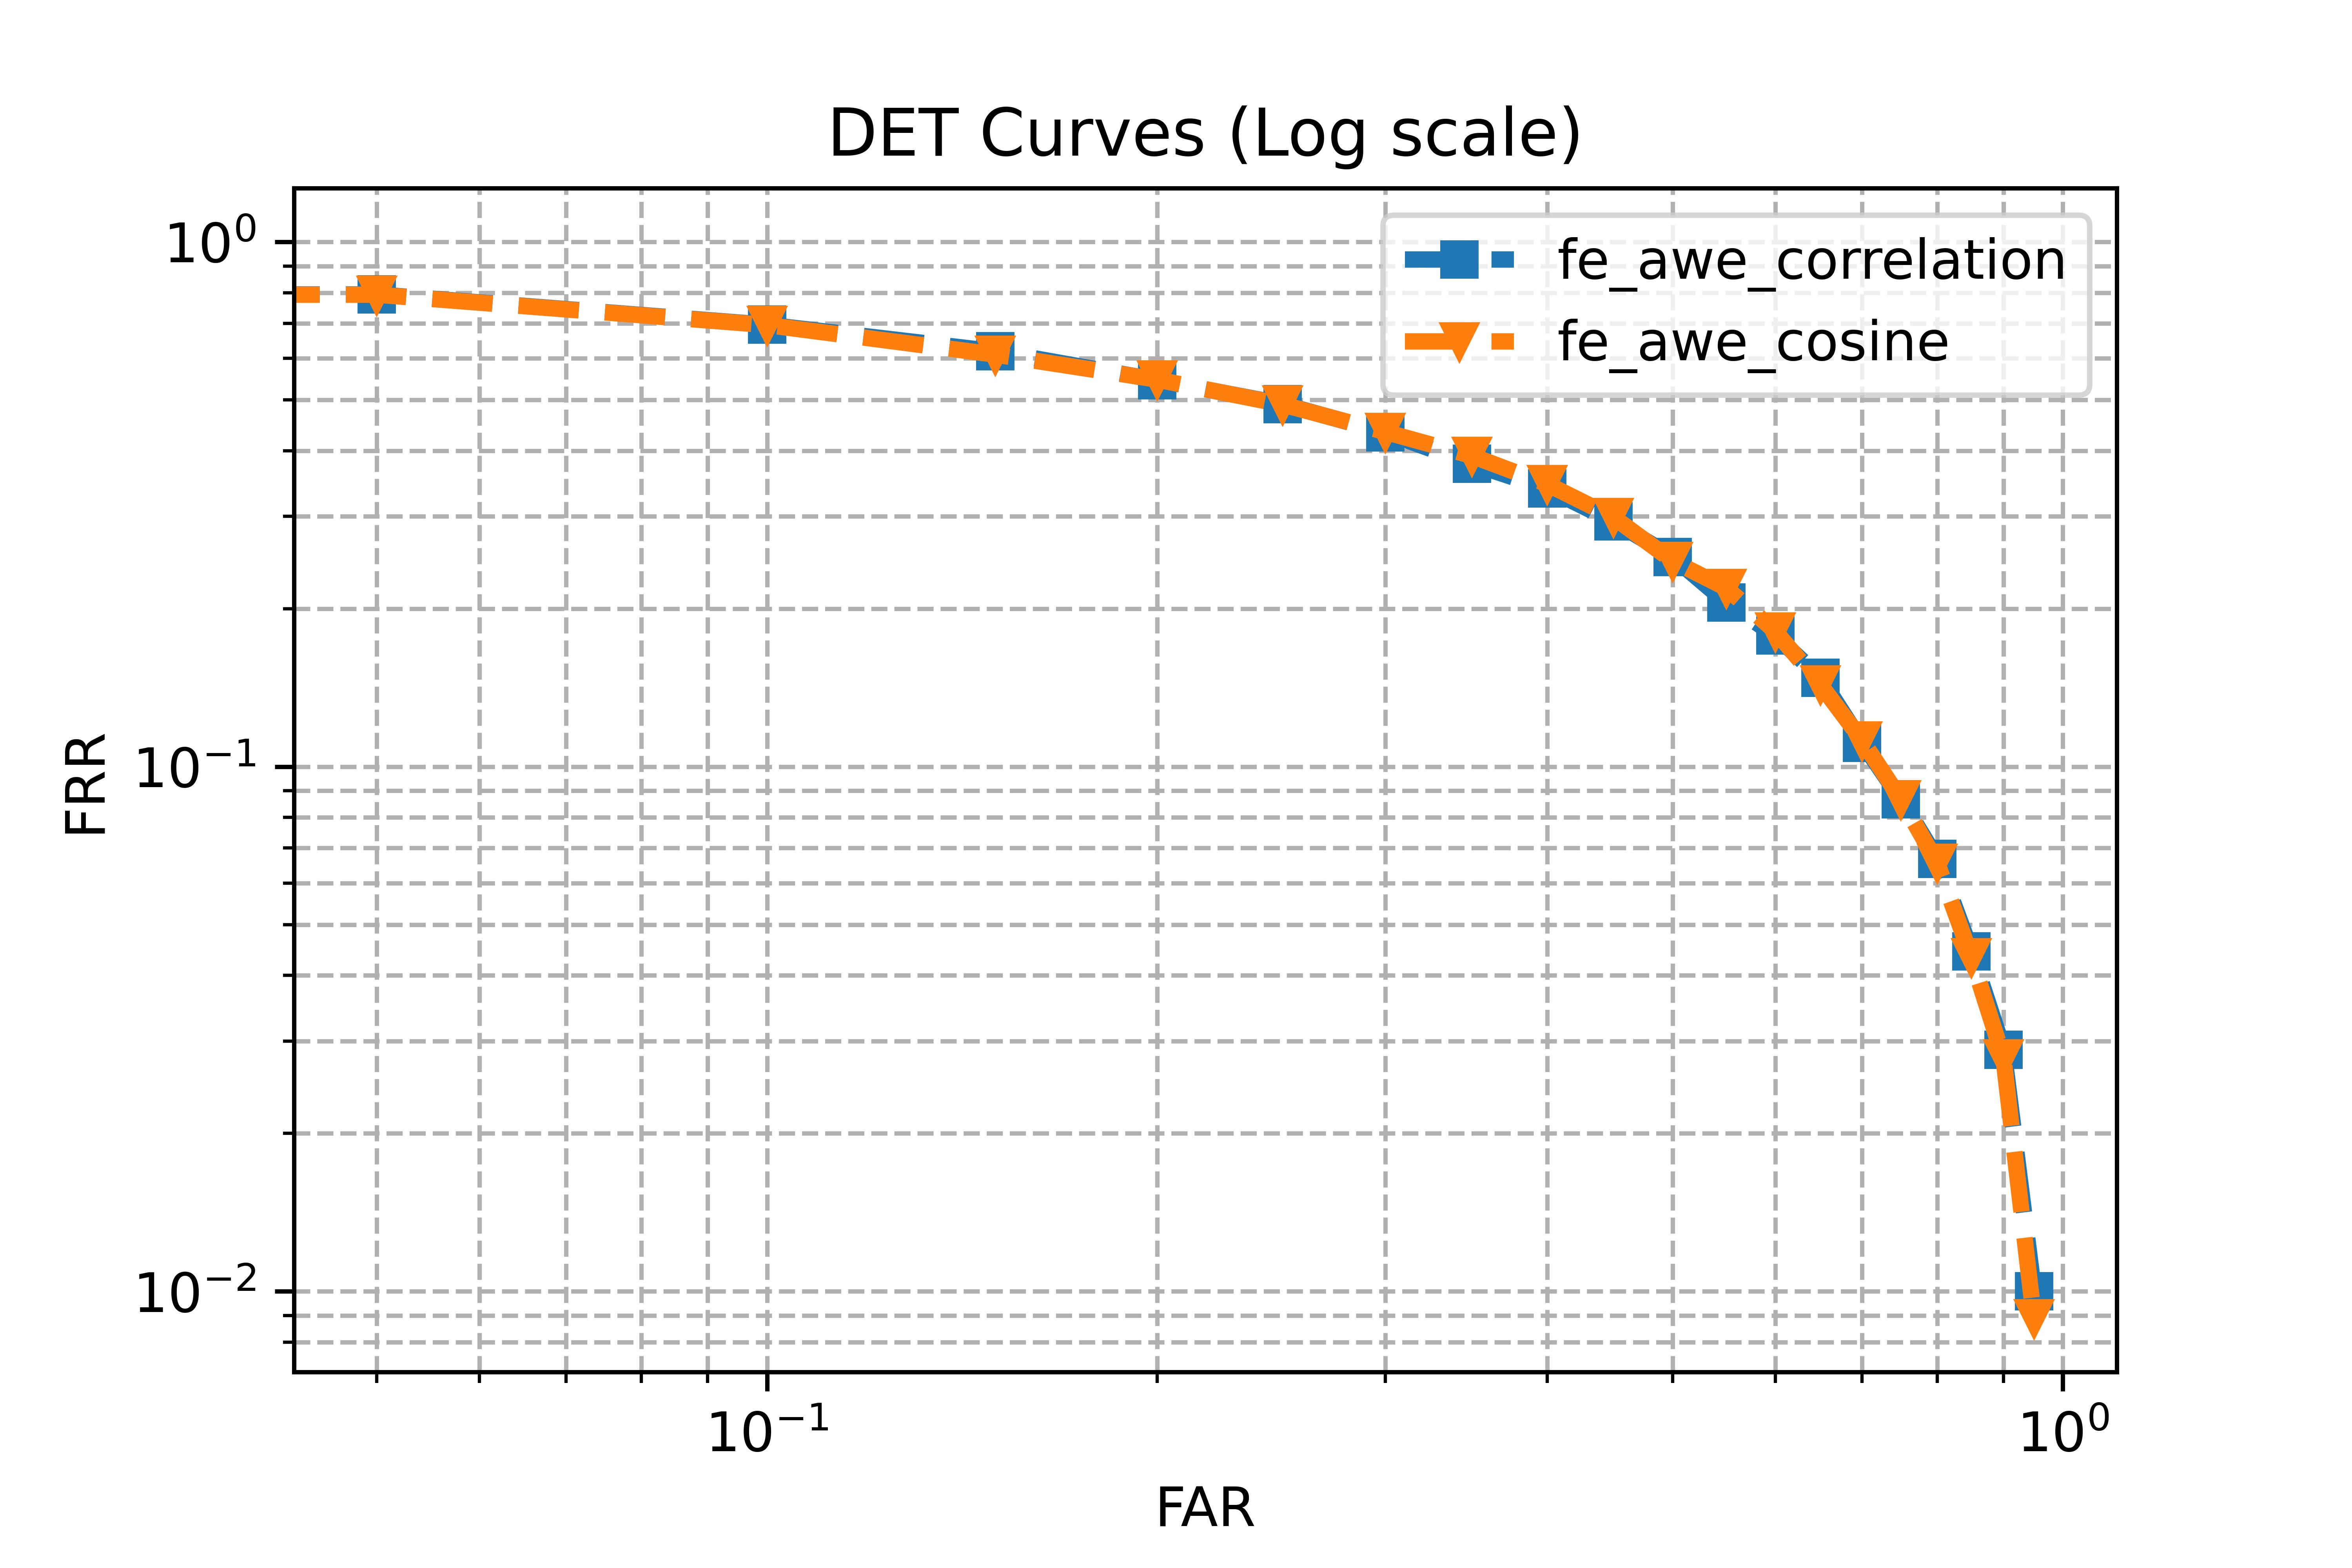 DET Curves (Log scale)
10⁰
10⁻¹
10⁻²
FRR
fe_awe_correlation
fe_awe_cosine
10⁻¹
10⁰
FAR